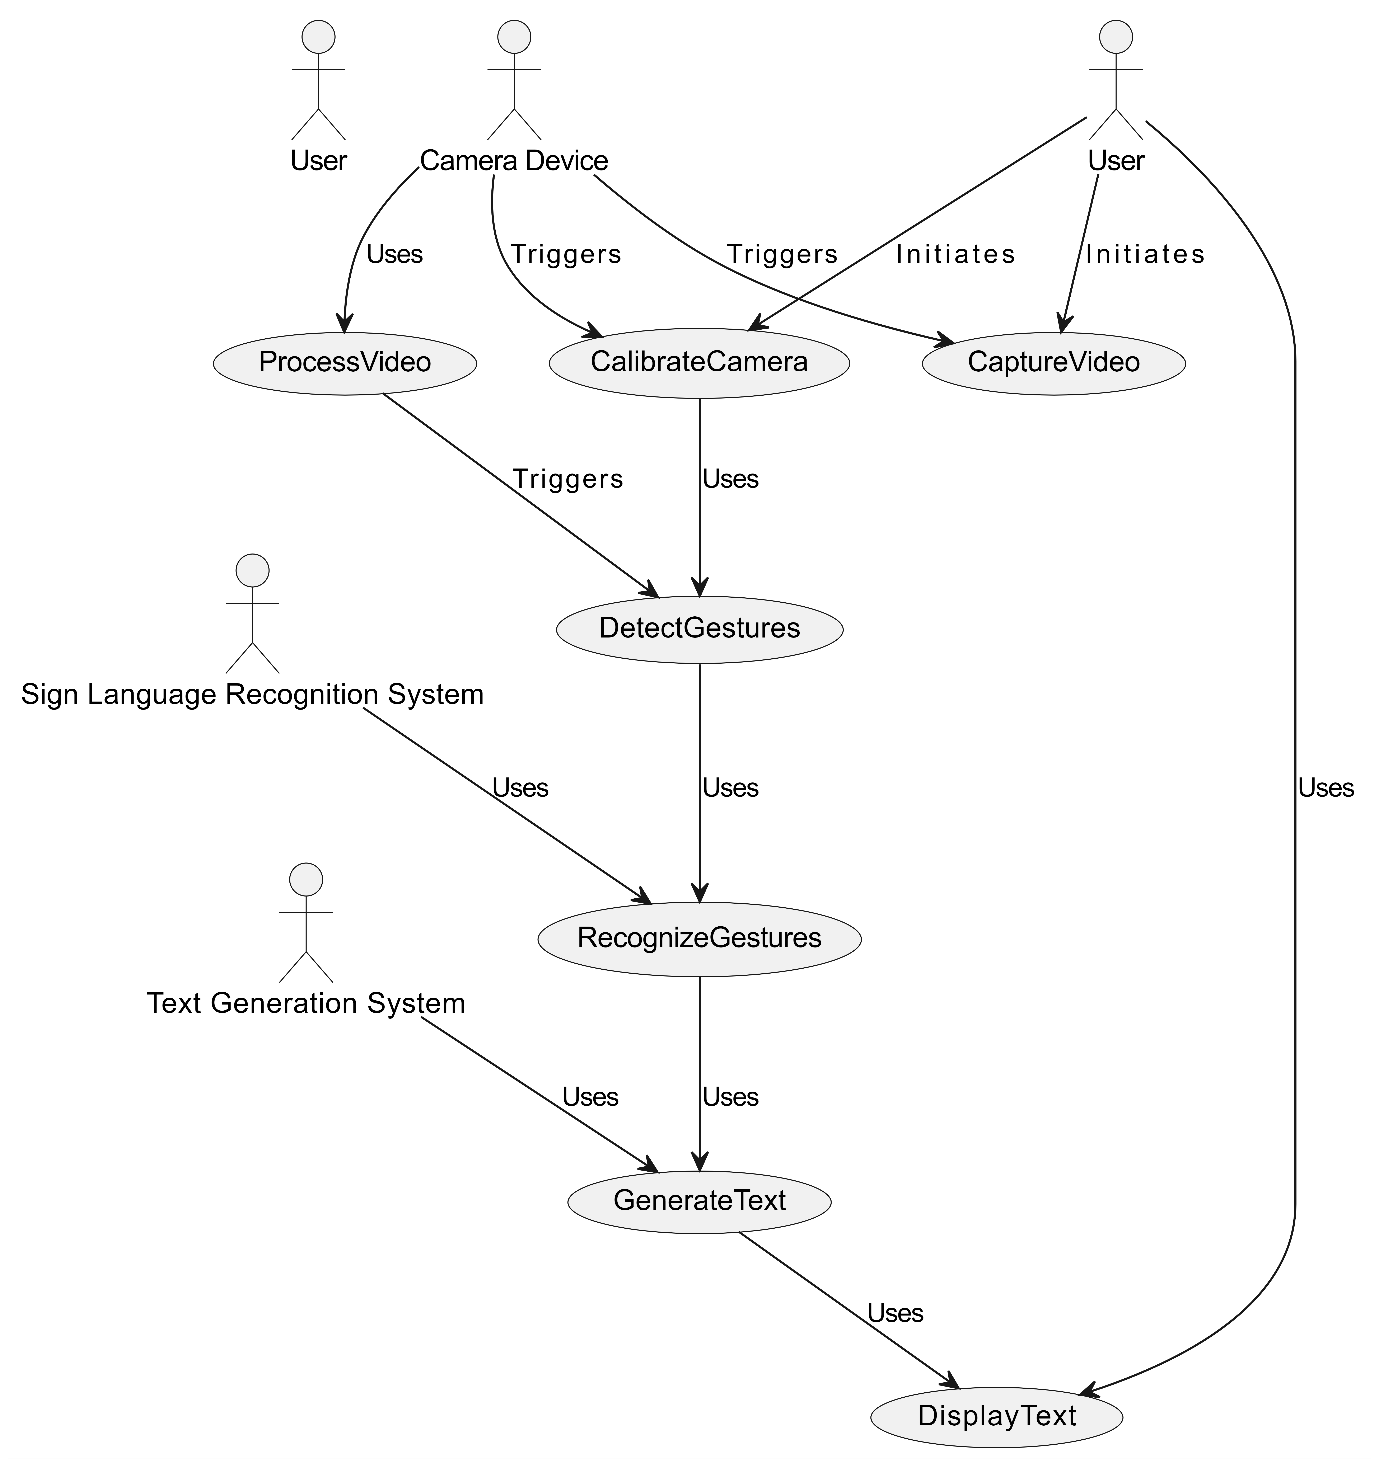 User
Camera Device
User
Uses
Triggers
Triggers
Initiates
Initiates
ProcessVideo
CalibrateCamera
CaptureVideo
Triggers
Uses
DetectGestures
Sign Language Recognition System
Uses
Uses
Uses
RecognizeGestures
Text Generation System
Uses
Uses
GenerateText
Uses
DisplayText